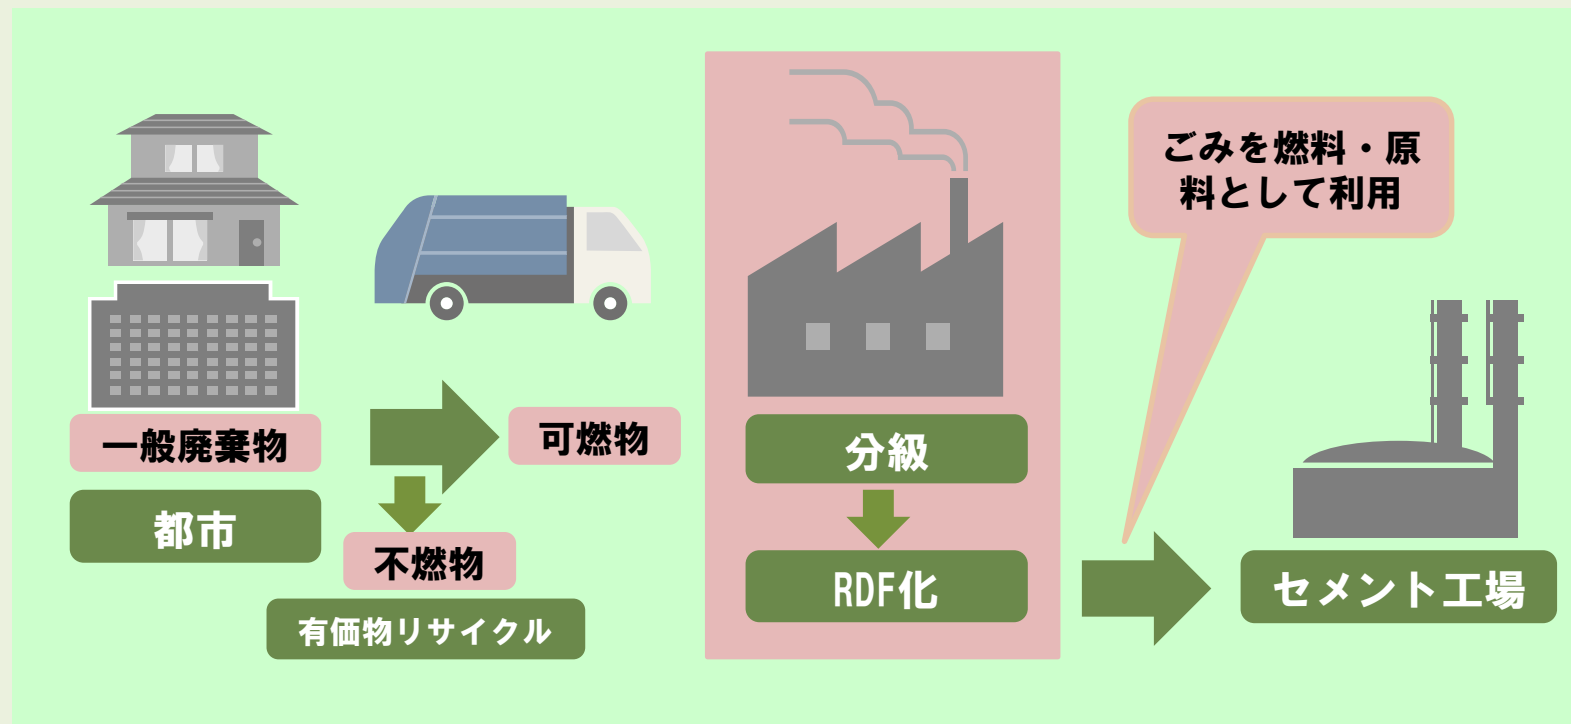 一般廃棄物
都市
可燃物
不燃物
有価物リサイクル
分級
RDF化
ごみを燃料・原
料として利用
セメント工場